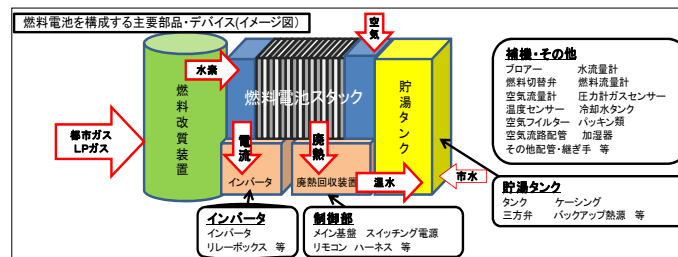 燃料電池を構成する主要部品・デバイス(イメージ図)
空気
水素
燃料改質装置
燃料電池スタック
貯湯タンク
都市ガス
LPガス
電流
廃熱
インバータ
廃熱回収装置
温水
市水
補機・その他
ブロアー 水流量計
燃料切替弁 燃料流量計
空気流量計 圧力計ガスセンサー
温度センサー 冷却水タンク
空気フイルター パッキン類
空気流路配管 加湿器
その他配管・継ぎ手 等
貯湯タンク
タンク ケーシング
三方弁 バックアップ熱源 等
インバータ
インバータ
リレーボックス 等
制御部
メイン基盤 スイッチング電源
リモコン ハーネス 等